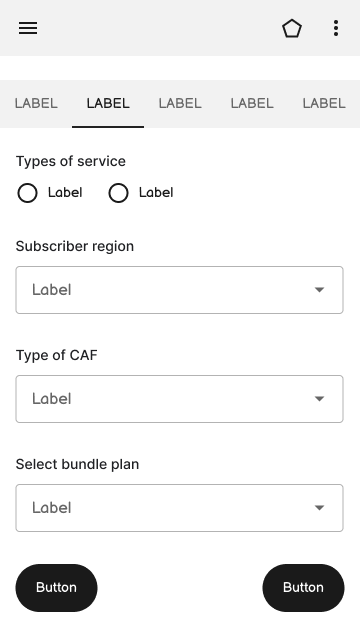 LABEL LABEL LABEL LABEL LABEL
Types of service
Label Label
Subscriber region
Label
Type of CAF
Label
Select bundle plan
Label
Button Button